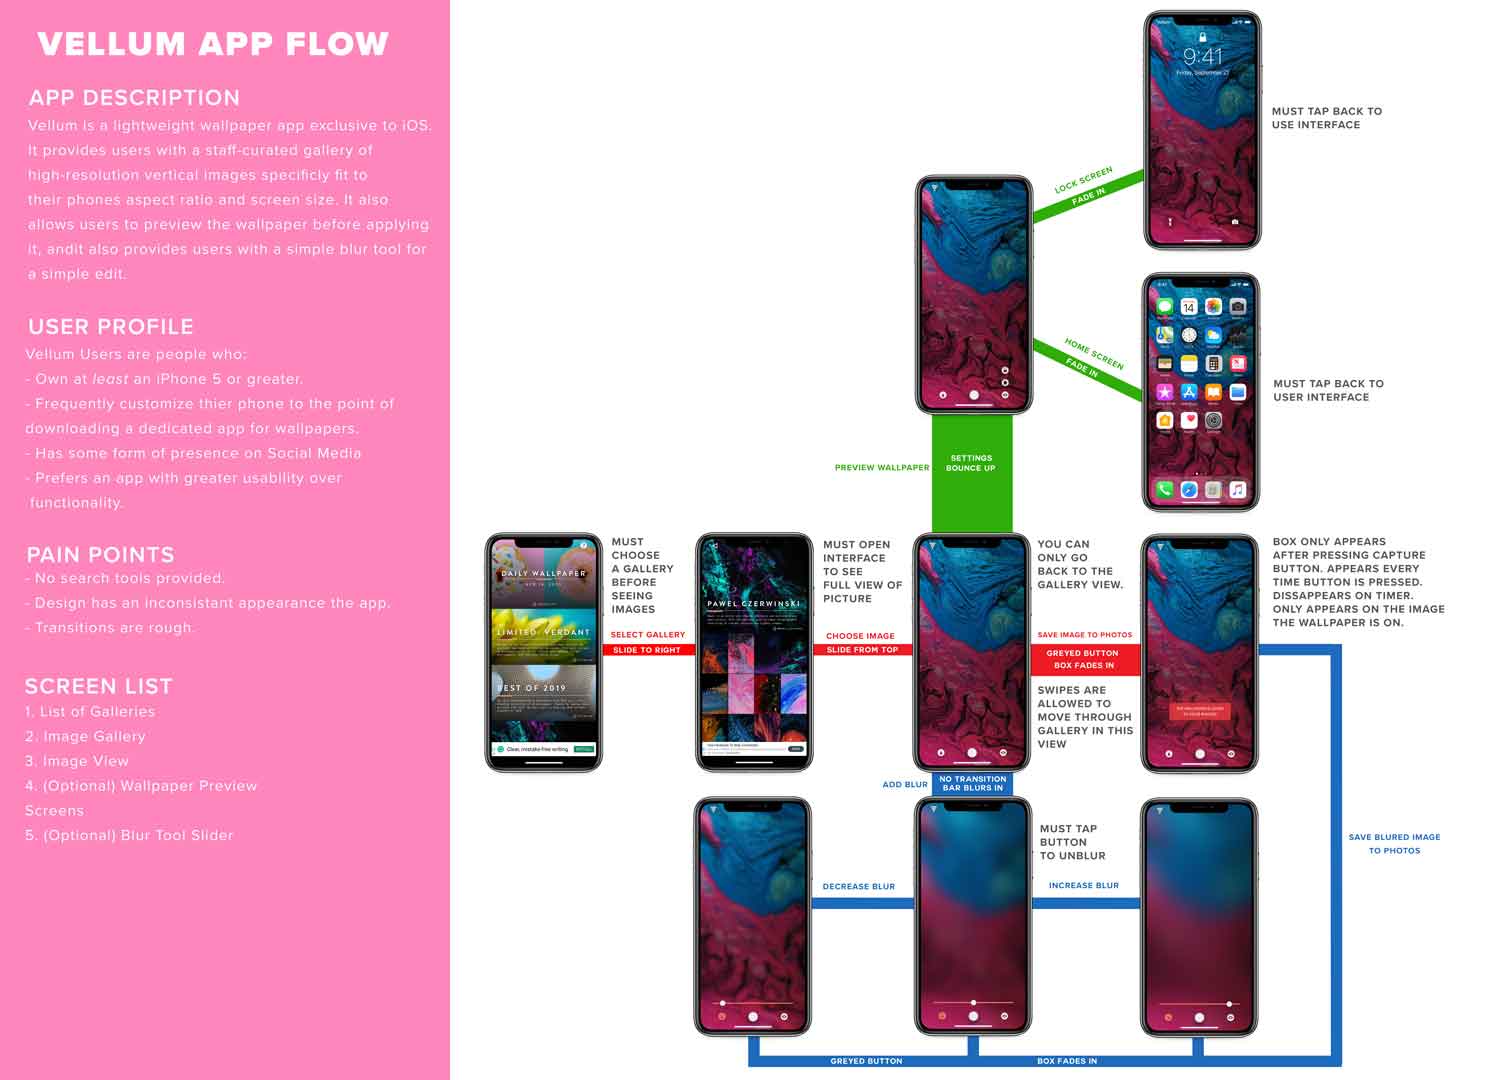 VELLUM APP FLOW
APP DESCRIPTION
Vellum is a lightweight wallpaper app exclusive to iOS.
It provides users with a staff-curated gallery of
high-resolution vertical images specificly fit to
their phones aspect ratio and screen size. It also
allows users to preview the wallpaper before applying
it, andit also provides users with a simple blur tool for
a simple edit.
USER PROFILE
Vellum Users are people who:
- Own at least an iPhone 5 or greater.
- Frequently customize thier phone to the point of
downloading a dedicated app for wallpapers.
- Has some form of presence on Social Media
- Prefers an app with greater usability over
functionality.
PAIN POINTS
- No search tools provided.
- Design has an inconsistant appearance the app.
- Transitions are rough.
SCREEN LIST
1. List of Galleries
2. Image Gallery
3. Image View
4. (Optional) Wallpaper Preview
Screens
5. (Optional) Blur Tool Slider
9:41
Friday, September 27
MUST TAP BACK TO
USE INTERFACE
LOCK SCREEN
FADE IN
HOME SCREEN
FADE IN
14
MUST TAP BACK TO
USER INTERFACE
PREVIEW WALLPAPER
SETTINGS
BOUNCE UP
DAILY WALLPAPER
LIMITED: VERDANT
BEST OF 2019
Clear, mistake-free writing
MUST
CHOOSE
A GALLERY
BEFORE
SEEING
IMAGES
SELECT GALLERY
SLIDE TO RIGHT
PAWEL CZERWINSKI
MUST OPEN
INTERFACE
TO SEE
FULL VIEW OF
PICTURE
CHOOSE IMAGE
SLIDE FROM TOP
YOU CAN
ONLY GO
BACK TO THE
GALLERY VIEW.
SAVE IMAGE TO PHOTOS
GREYED BUTTON
BOX FADES IN
SWIPES ARE
ALLOWED TO
MOVE THROUGH
GALLERY IN THIS
VIEW
BOX ONLY APPEARS
AFTER PRESSING CAPTURE
BUTTON. APPEARS EVERY
TIME BUTTON IS PRESSED.
DISSAPPEARS ON TIMER.
ONLY APPEARS ON THE IMAGE
THE WALLPAPER IS ON.
ADD BLUR
NO TRANSITION
BAR BLURS IN
MUST TAP
BUTTON
TO UNBLUR
DECREASE BLUR
INCREASE BLUR
SAVE BLURED IMAGE
TO PHOTOS
GREYED BUTTON
BOX FADES IN